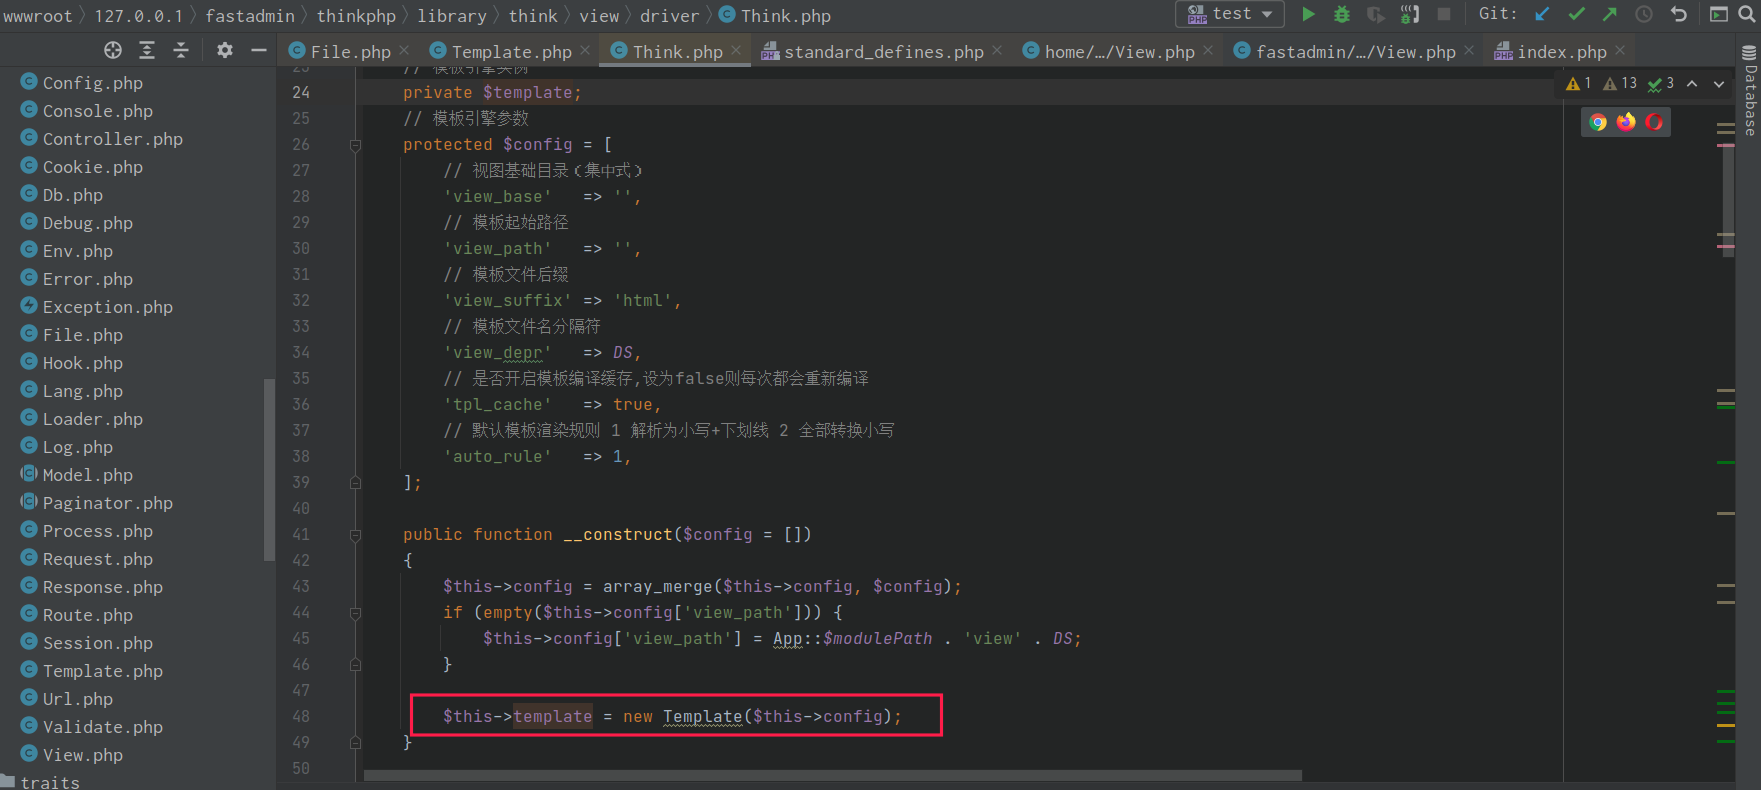 wwwroot › 127.0.0.1 › fastadmin › thinkphp › library › think › view › driver › Think.php
test
Git:
File.php
Template.php
Think.php
standard_defines.php
home/…/View.php
fastadmin/…/View.php
index.php
Database
1 13 3
Config.php
Console.php
Controller.php
Cookie.php
Db.php
Debug.php
Env.php
Error.php
Exception.php
File.php
Hook.php
Lang.php
Loader.php
Log.php
Model.php
Paginator.php
Process.php
Request.php
Response.php
Route.php
Session.php
Template.php
Url.php
Validate.php
View.php
traits
23 // 模板引擎实例
24 private $template;
25 // 模板引擎参数
26 protected $config = [
27 // 视图基础目录（集中式）
28 'view_base' => '',
29 // 模板起始路径
30 'view_path' => '',
31 // 模板文件后缀
32 'view_suffix' => 'html',
33 // 模板文件名分隔符
34 'view_depr' => DS,
35 // 是否开启模板编译缓存,设为false则每次都会重新编译
36 'tpl_cache' => true,
37 // 默认模板渲染规则 1 解析为小写+下划线 2 全部转换小写
38 'auto_rule' => 1,
39 ];
40
41 public function __construct($config = [])
42 {
43 $this->config = array_merge($this->config, $config);
44 if (empty($this->config['view_path'])) {
45 $this->config['view_path'] = App::$modulePath . 'view' . DS;
46 }
47
48 $this->template = new Template($this->config);
49 }
50